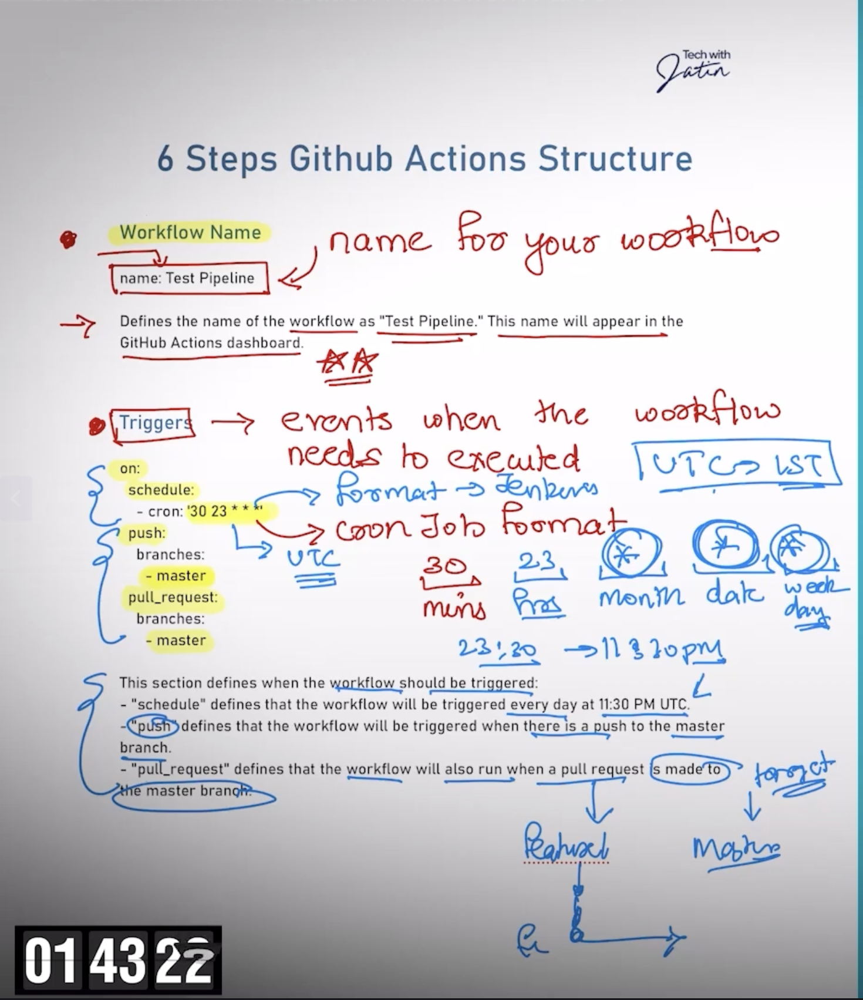 Tech with
Jatin
6 Steps Github Actions Structure
Workflow Name
name for your workflow
name: Test Pipeline
Defines the name of the workflow as "Test Pipeline." This name will appear in the
GitHub Actions dashboard.
Triggers
events when the workflow
needs to executed
UTC → IST
on:
schedule:
format → Jenkins
- cron: '30 23 * * *'
cron Job format
push:
UTC
branches:
30 23 * * *
- master
mins hrs month date week
day
pull_request:
branches:
- master
23:30 → 11:30pm
This section defines when the workflow should be triggered:
- "schedule" defines that the workflow will be triggered every day at 11:30 PM UTC.
- "push" defines that the workflow will be triggered when there is a push to the master
branch.
- "pull_request" defines that the workflow will also run when a pull request is made to
target
the master branch.
Master
01 43